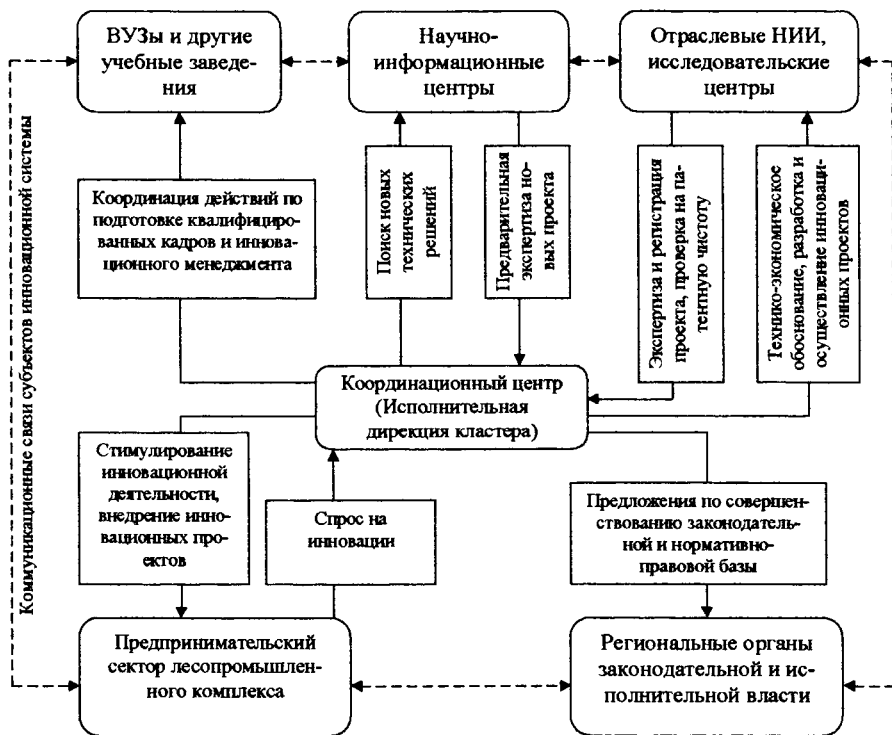 ВУЗы и другие
учебные заведе-
ния
Научно-
информационные
центры
Отраслевые НИИ,
исследовательские
центры
Коммуникационные связи субъектов инновационной системы
Координация действий по
подготовке квалифициро-
ванных кадров и иннова-
ционного менеджмента
Поиск новых
технических
решений
Предварительная
экспертиза но-
вых проекта
Экспертиза и регистрация
проекта, проверка на па-
тентную чистоту
Технико-экономическое
обоснование, разработка и
осуществление инноваци-
онных проектов
Координационный центр
(Исполнительная
дирекция кластера)
Стимулирование
инновационной
деятельности,
внедрение инно-
вационных про-
ектов
Спрос на
инновации
Предложения по совершен-
ствованию законодатель-
ной и нормативно-
правовой базы
Предпринимательский
сектор лесопромышлен-
ного комплекса
Региональные органы
законодательной и ис-
полнительной власти